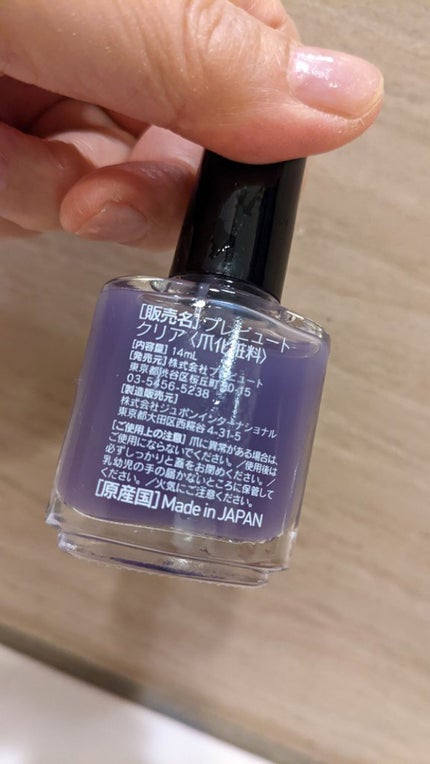 [販売名] プレビュート
クリア〈爪化粧料〉
[内容量] 14mL
[発売元] 株式会社プレビュート
東京都渋谷区桜丘町
03-5456-5238
[製造販売元]
株式会社ジュポンインターナショナル
東京都大田区西糀谷 4-31-5
[ご使用上の注意] 爪に異常がある場合は、
ご使用にならないでください。／使用後は
必ずしっかりと蓋をお閉めください。／
乳幼児の手の届かないところに保管して
ください。／火気にご注意ください。
[原産国] Made in JAPAN